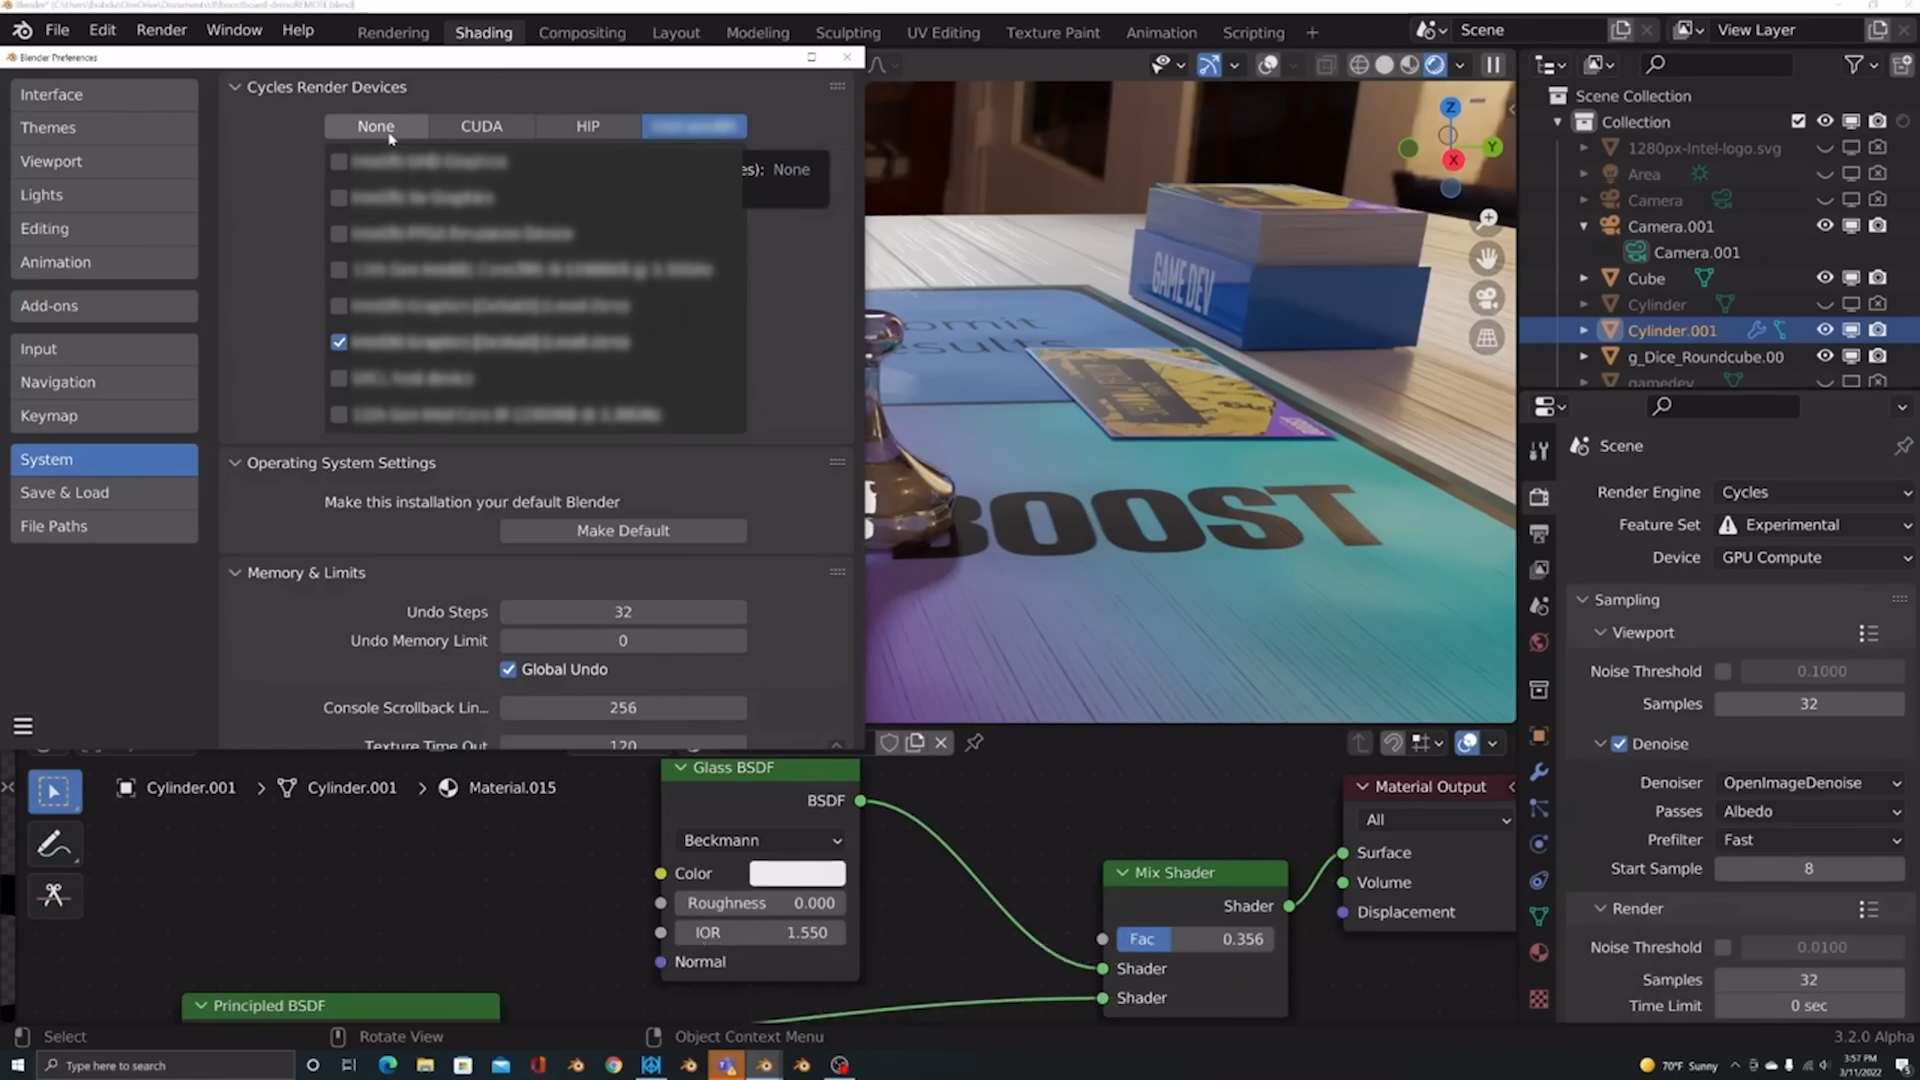 File Edit Render Window Help
Rendering Shading Compositing Layout Modeling Sculpting UV Editing Texture Paint Animation Scripting +
Scene
View Layer
Blender Preferences
Interface
Themes
Viewport
Lights
Editing
Animation
Add-ons
Input
Navigation
Keymap
System
Save & Load
File Paths
Cycles Render Devices
None CUDA HIP
es): None
Operating System Settings
Make this installation your default Blender
Make Default
Memory & Limits
Undo Steps 32
Undo Memory Limit 0
Global Undo
Console Scrollback Lin... 256
Texture Time Out 120
GAME DEV
omit
esults
BOOST
Z
Y
X
Scene Collection
Collection
1280px-Intel-logo.svg
Area
Camera
Camera.001
Camera.001
Cube
Cylinder
Cylinder.001
g_Dice_Roundcube.00
gamedev
Scene
Render Engine Cycles
Feature Set Experimental
Device GPU Compute
Sampling
Viewport
Noise Threshold 0.1000
Samples 32
Denoise
Denoiser OpenImageDenoise
Passes Albedo
Prefilter Fast
Start Sample 8
Render
Noise Threshold 0.0100
Samples 32
Time Limit 0 sec
Cylinder.001 > Cylinder.001 > Material.015
Glass BSDF
BSDF
Beckmann
Color
Roughness 0.000
IOR 1.550
Normal
Principled BSDF
Mix Shader
Shader
Fac 0.356
Shader
Shader
Material Output
All
Surface
Volume
Displacement
Select
Rotate View
Object Context Menu
3.2.0 Alpha
Type here to search
70°F Sunny
3:57 PM
3/11/2022